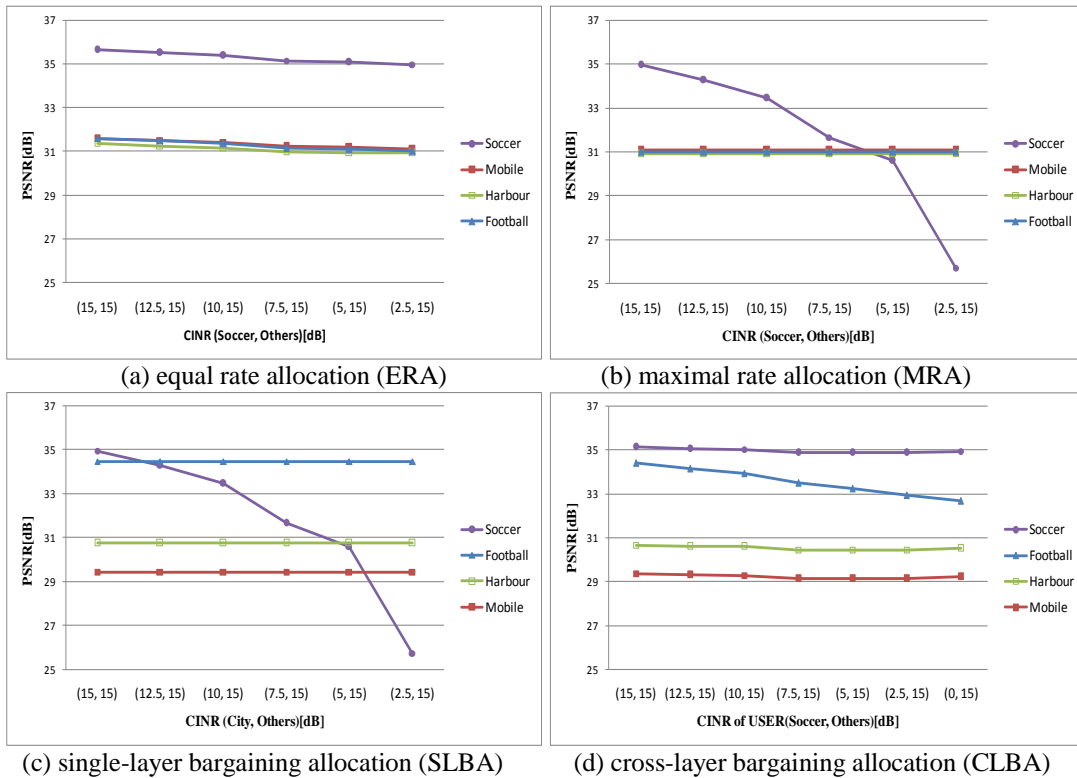 37
35
33
31
29
27
25
PSNR[dB]
(15, 15) (12.5, 15) (10, 15) (7.5, 15) (5, 15) (2.5, 15)
CINR (Soccer, Others)[dB]
Soccer
Mobile
Harbour
Football
(a) equal rate allocation (ERA)
37
35
33
31
29
27
25
PSNR[dB]
(15, 15) (12.5, 15) (10, 15) (7.5, 15) (5, 15) (2.5, 15)
CINR (Soccer, Others)[dB]
Soccer
Mobile
Harbour
Football
(b) maximal rate allocation (MRA)
37
35
33
31
29
27
25
PSNR[dB]
(15, 15) (12.5, 15) (10, 15) (7.5, 15) (5, 15) (2.5, 15)
CINR (City, Others)[dB]
Soccer
Football
Harbour
Mobile
(c) single-layer bargaining allocation (SLBA)
37
35
33
31
29
27
25
PSNR[dB]
(15, 15) (12.5, 15) (10, 15) (7.5, 15) (5, 15) (2.5, 15) (0, 15)
CINR of USER(Soccer, Others)[dB]
Soccer
Football
Harbour
Mobile
(d) cross-layer bargaining allocation (CLBA)